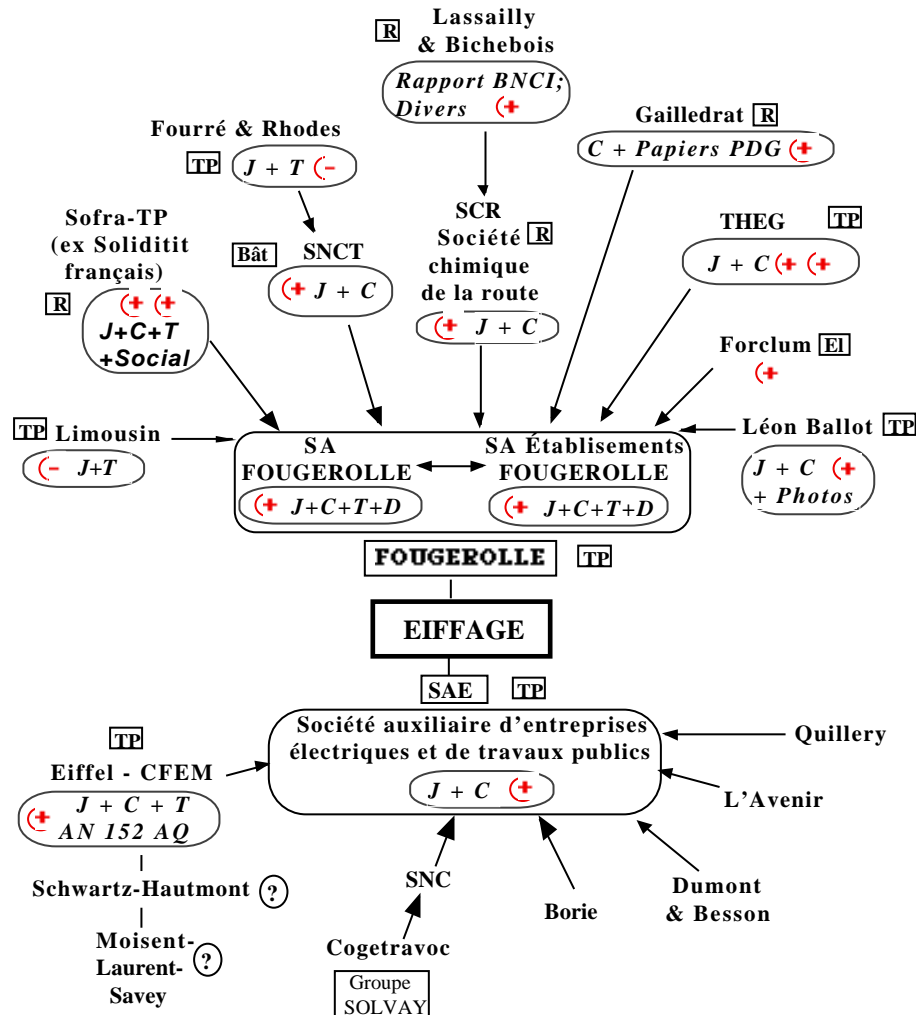 Lassailly
& Bichebois
R
Rapport BNCI;
Divers (+
Fourré & Rhodes
TP
J + T (-
Gailledrat R
C + Papiers PDG (+
Sofra-TP
(ex Soliditit
français)
R
(+ (+
J+C+T
+Social
Bât
SNCT
(+ J + C
SCR
Société R
chimique
de la route
(+ J + C
THEG TP
J + C (+ (+
Forclum El
(+
TP Limousin
(- J+T
SA
FOUGEROLLE
(+ J+C+T+D
SA Établisements
FOUGEROLLE
(+ J+C+T+D
Léon Ballot TP
J + C (+
+ Photos
FOUGEROLLE TP
EIFFAGE
SAE TP
Société auxiliaire d'entreprises
électriques et de travaux publics
J + C (+
TP
Eiffel - CFEM
(+ J + C + T
AN 152 AQ
Schwartz-Hautmont ?
Moisent-
Laurent- ?
Savey
Quillery
L'Avenir
Dumont
& Besson
Borie
SNC
Cogetravoc
Groupe
SOLVAY